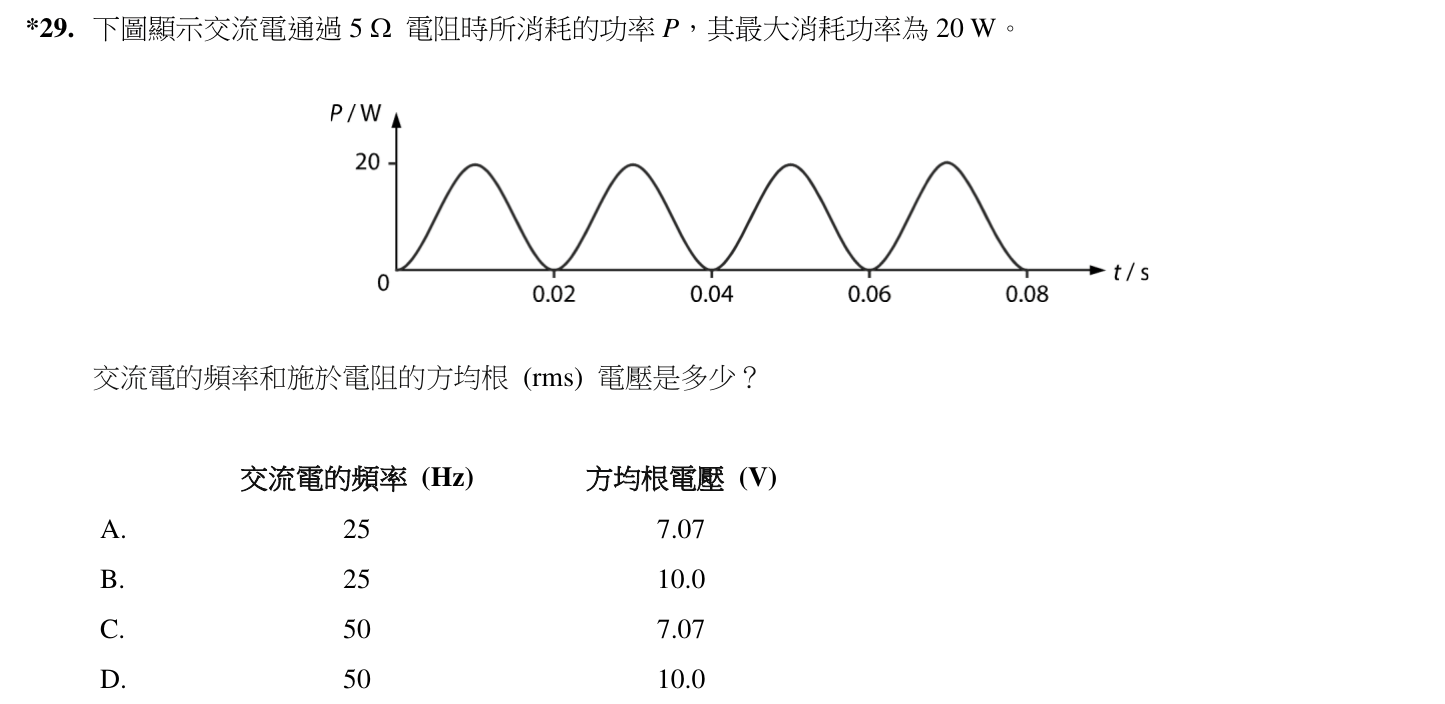 *29. 下圖顯示交流電通過 5 Ω 電阻時所消耗的功率 P，其最大消耗功率為 20 W。
P / W
20
0
0.02 0.04 0.06 0.08
t / s
交流電的頻率和施於電阻的方均根 (rms) 電壓是多少？
交流電的頻率 (Hz) 方均根電壓 (V)
A. 25 7.07
B. 25 10.0
C. 50 7.07
D. 50 10.0